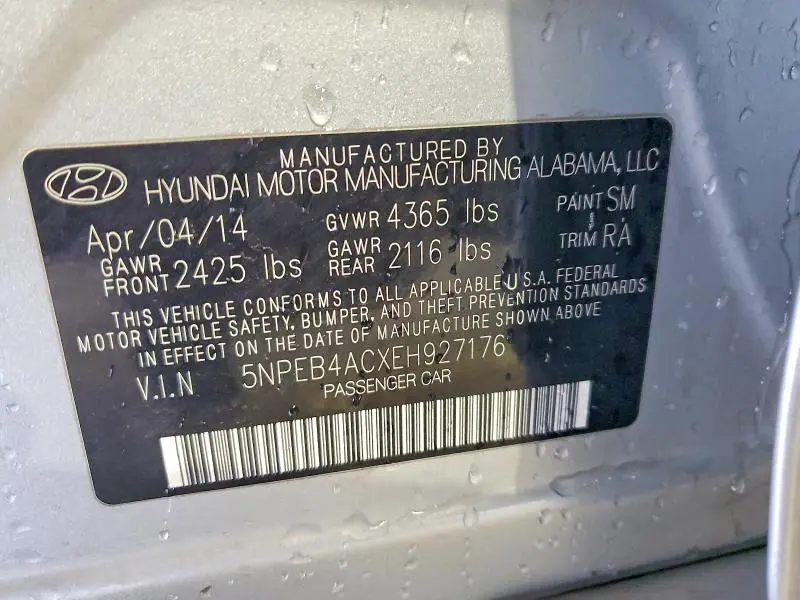 MANUFACTURED BY
HYUNDAI MOTOR MANUFACTURING ALABAMA, LLC
Apr/04/14 GVWR 4365 lbs PAINT SM
GAWR FRONT 2425 lbs GAWR REAR 2116 lbs TRIM RA
THIS VEHICLE CONFORMS TO ALL APPLICABLE U.S.A. FEDERAL
MOTOR VEHICLE SAFETY, BUMPER, AND THEFT PREVENTION STANDARDS
IN EFFECT ON THE DATE OF MANUFACTURE SHOWN ABOVE
V.I.N 5NPEB4ACXEH927176
PASSENGER CAR